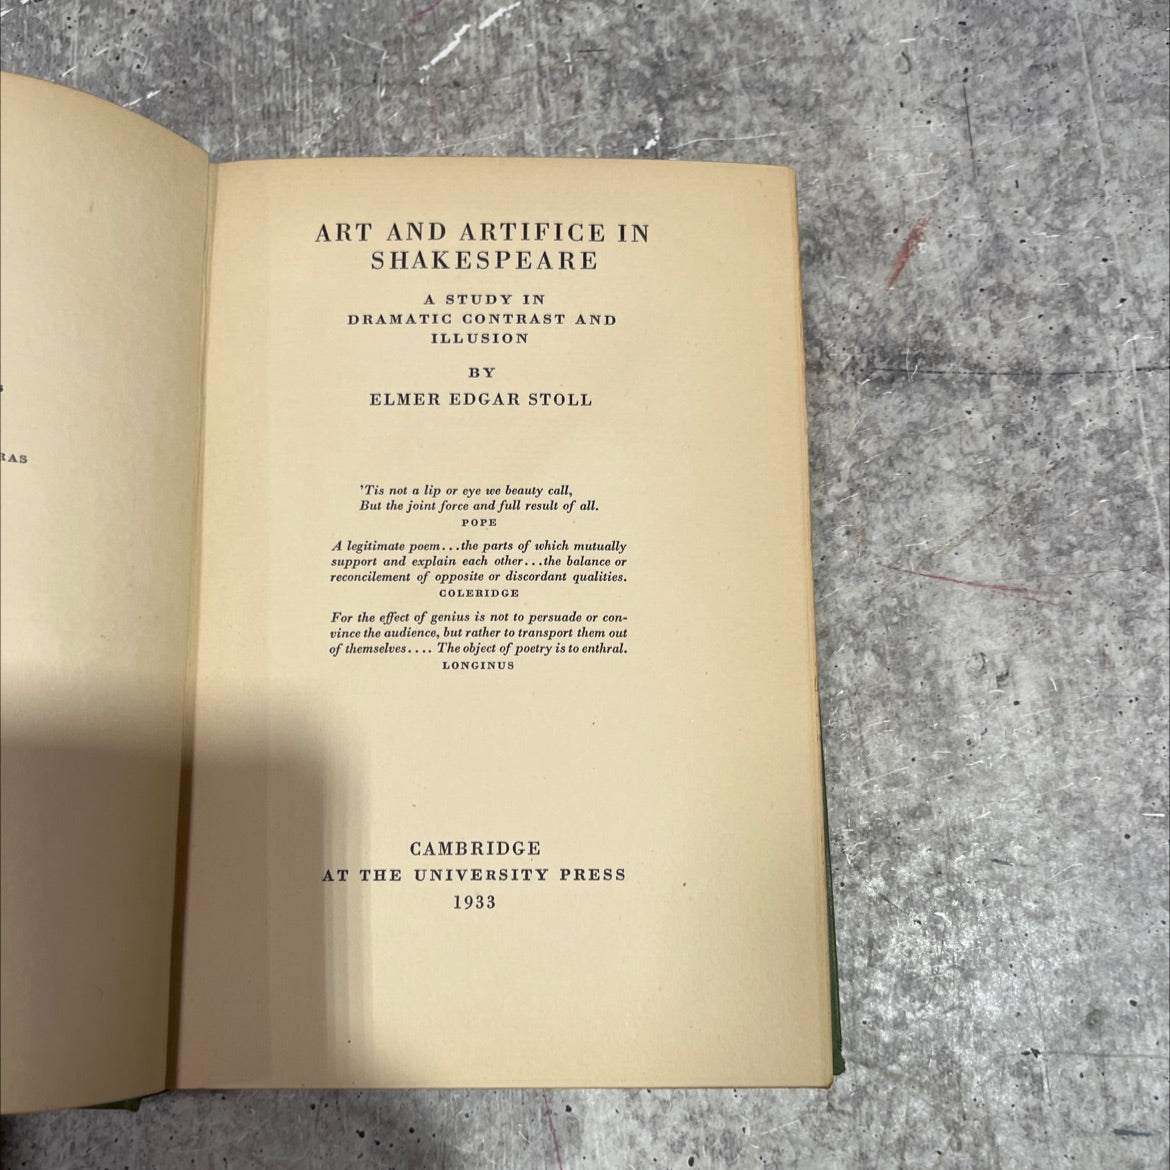 RAS
ART AND ARTIFICE IN
SHAKESPEARE
A STUDY IN
DRAMATIC CONTRAST AND
ILLUSION
BY
ELMER EDGAR STOLL
'Tis not a lip or eye we beauty call,
But the joint force and full result of all.
POPE
A legitimate poem...the parts of which mutually
support and explain each other...the balance or
reconcilement of opposite or discordant qualities.
COLERIDGE
For the effect of genius is not to persuade or con-
vince the audience, but rather to transport them out
of themselves.... The object of poetry is to enthral.
LONGINUS
CAMBRIDGE
AT THE UNIVERSITY PRESS
1933